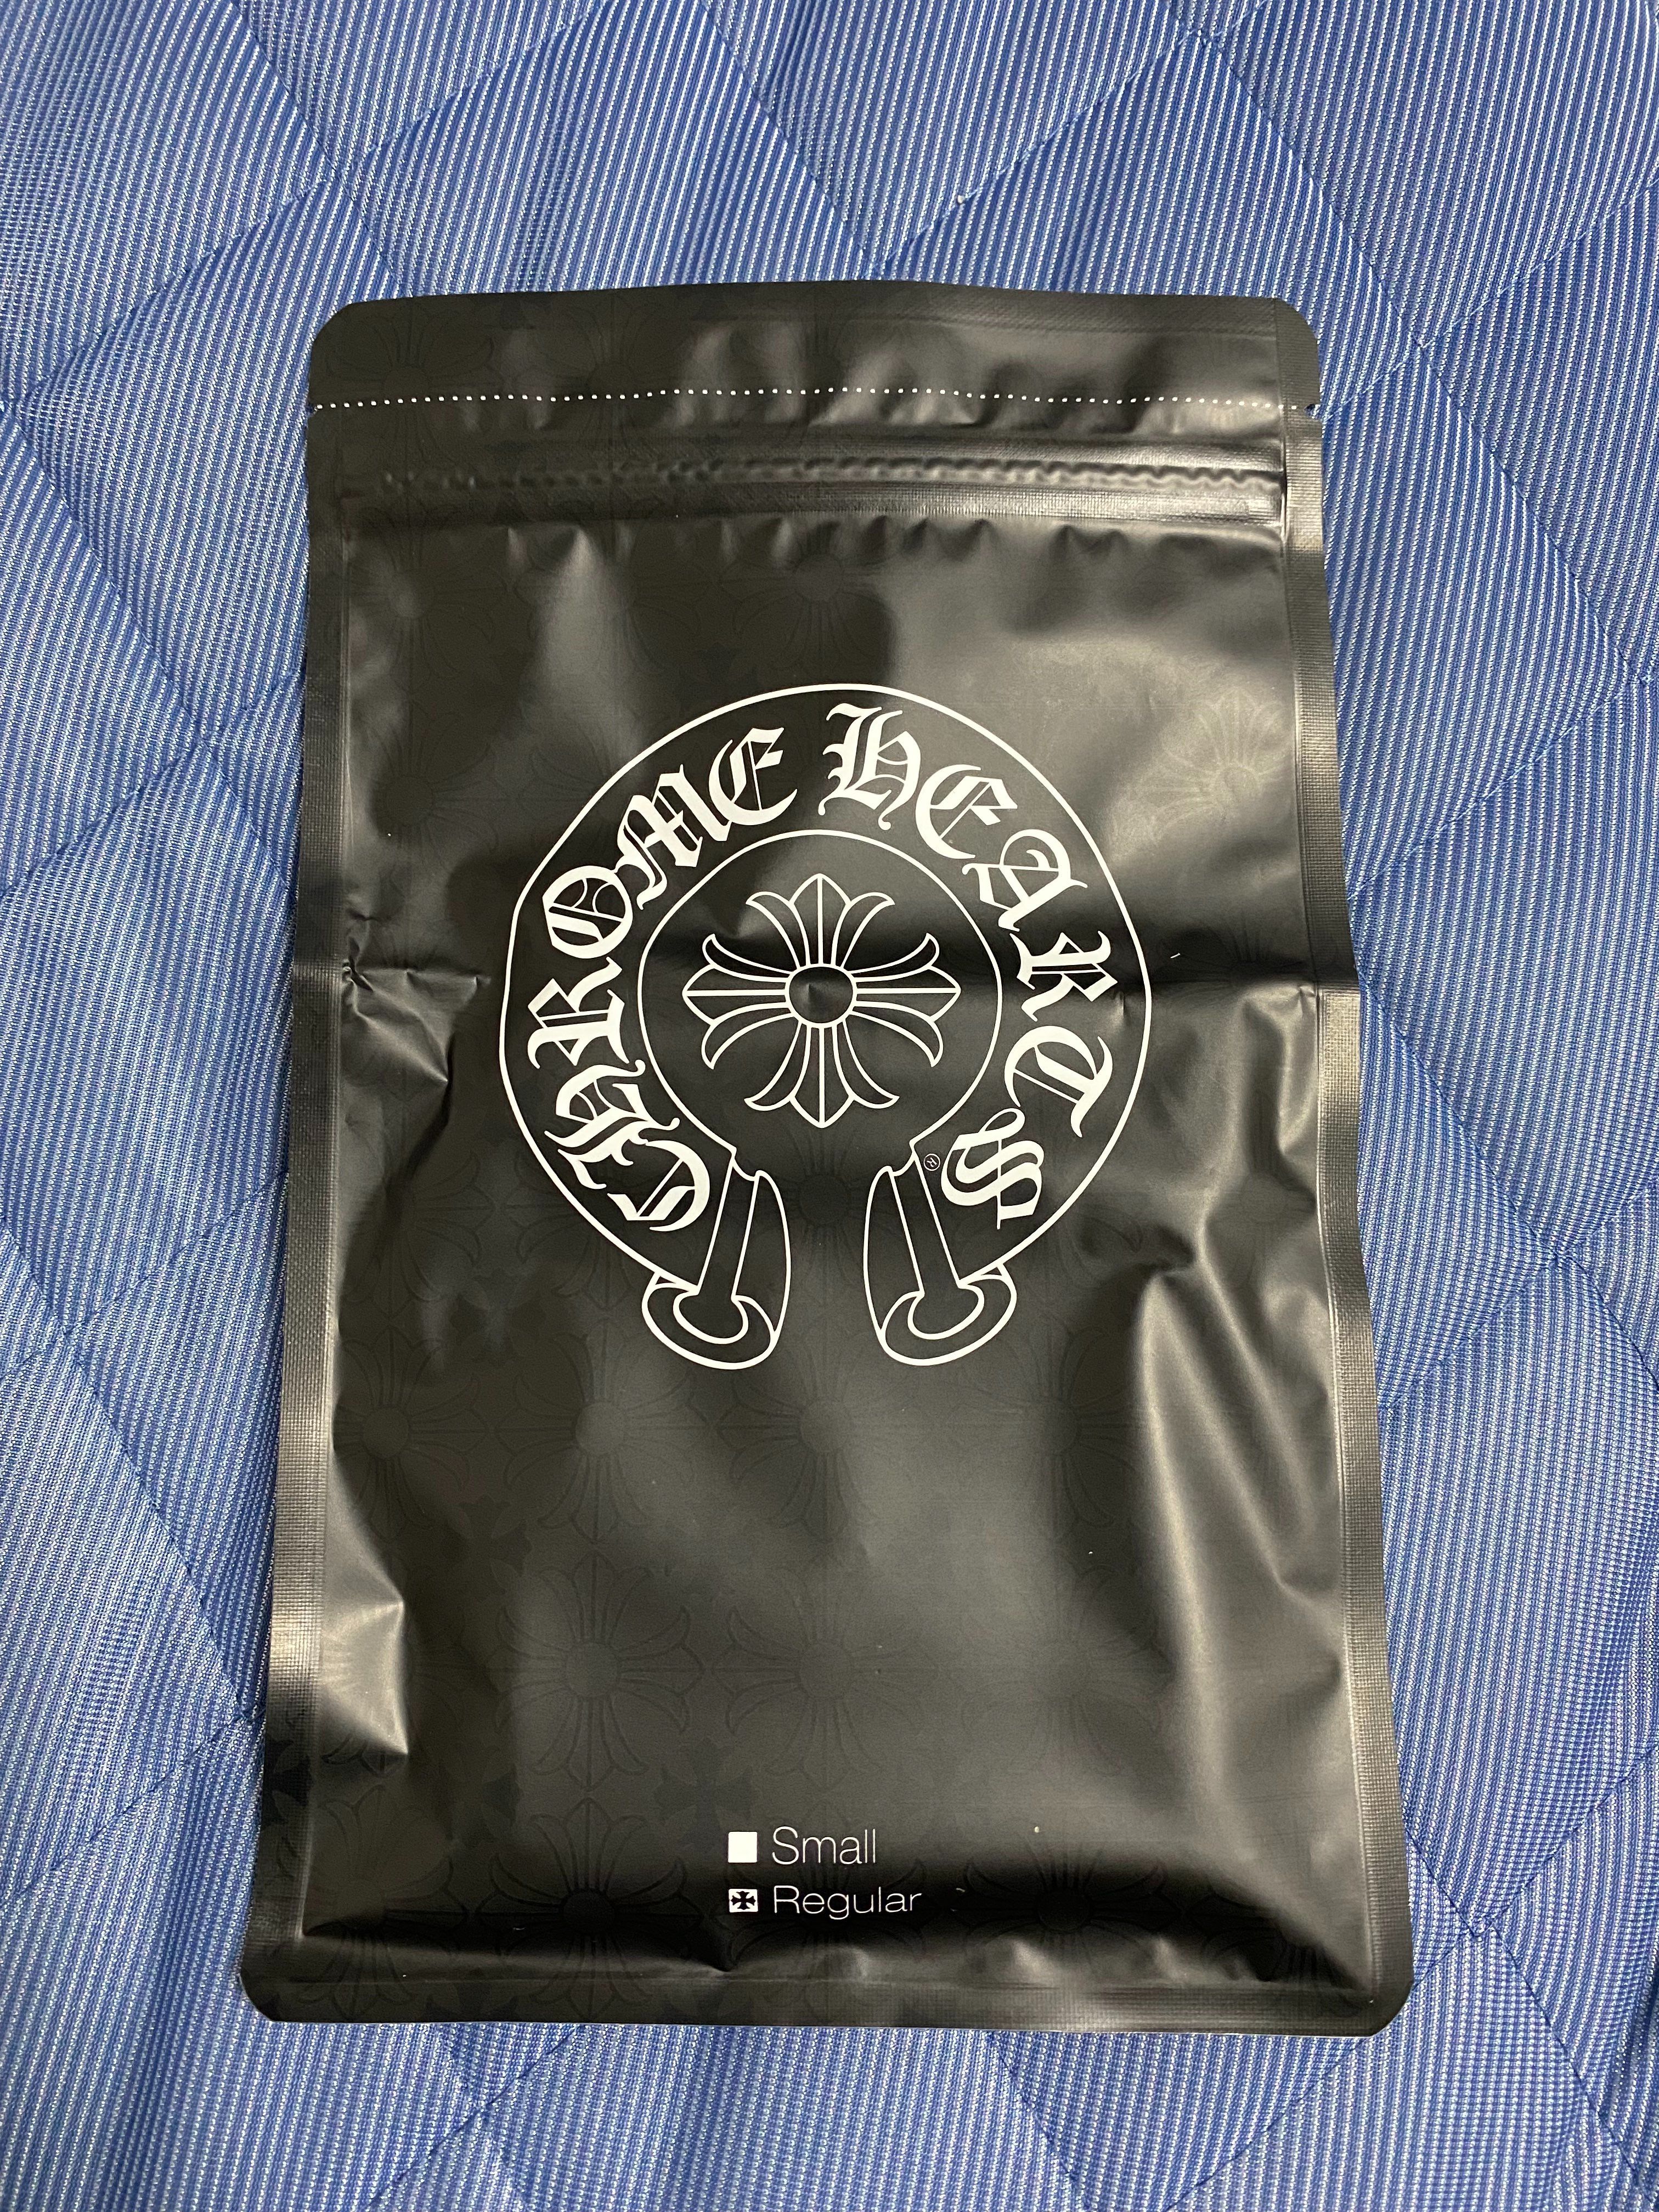 CHROME HEARTS
®
Small
Regular